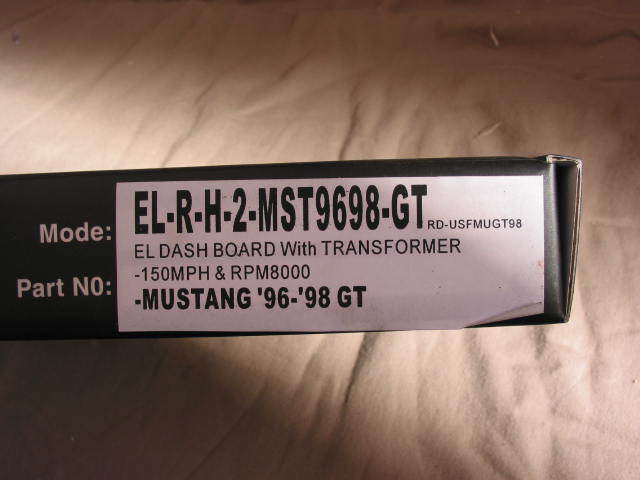 Mode: EL-R-H-2-MST9698-GT RD-USFMUGT98
EL DASH BOARD With TRANSFORMER
-150MPH & RPM8000
Part N0: -MUSTANG '96-'98 GT